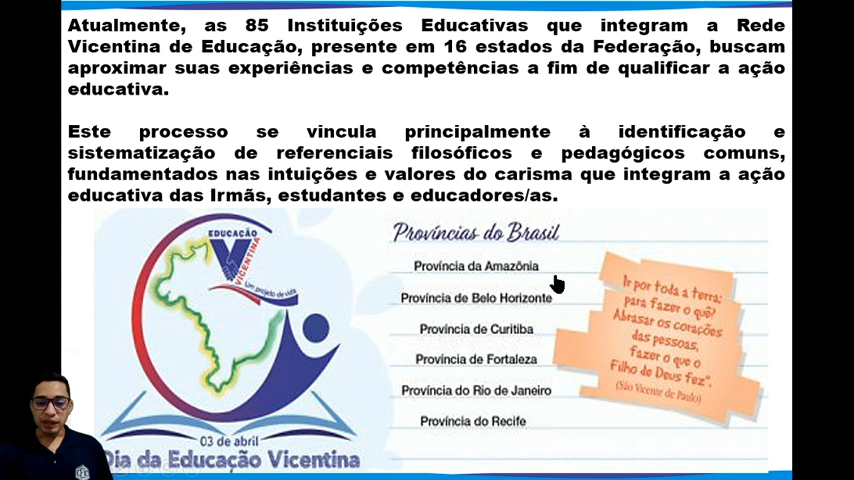 Atualmente, as 85 Instituições Educativas que integram a Rede
Vicentina de Educação, presente em 16 estados da Federação, buscam
aproximar suas experiências e competências a fim de qualificar a ação
educativa.
Este processo se vincula principalmente à identificação e
sistematização de referenciais filosóficos e pedagógicos comuns,
fundamentados nas intuições e valores do carisma que integram a ação
educativa das Irmãs, estudantes e educadores/as.
EDUCAÇÃO
V
VICENTINA
Um projeto de vida
03 de abril
Dia da Educação Vicentina
Províncias do Brasil
Província da Amazônia
Província de Belo Horizonte
Província de Curitiba
Província de Fortaleza
Província do Rio de Janeiro
Província do Recife
Ir por toda a terra;
para fazer o quê?
Abrasar os corações
das pessoas,
fazer o que o
Filho de Deus fez".
(São Vicente de Paulo)